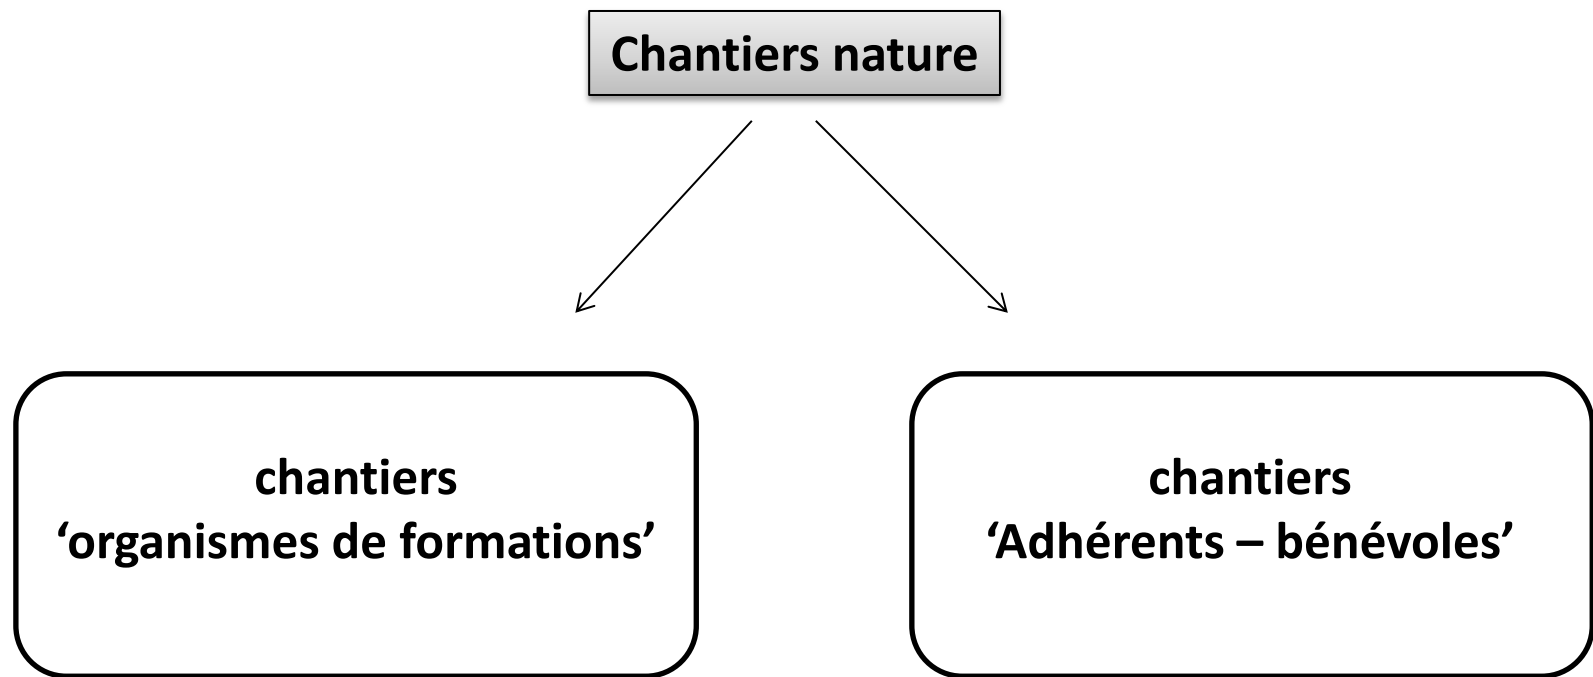 Chantiers nature
chantiers
‘organismes de formations’
chantiers
‘Adhérents – bénévoles’